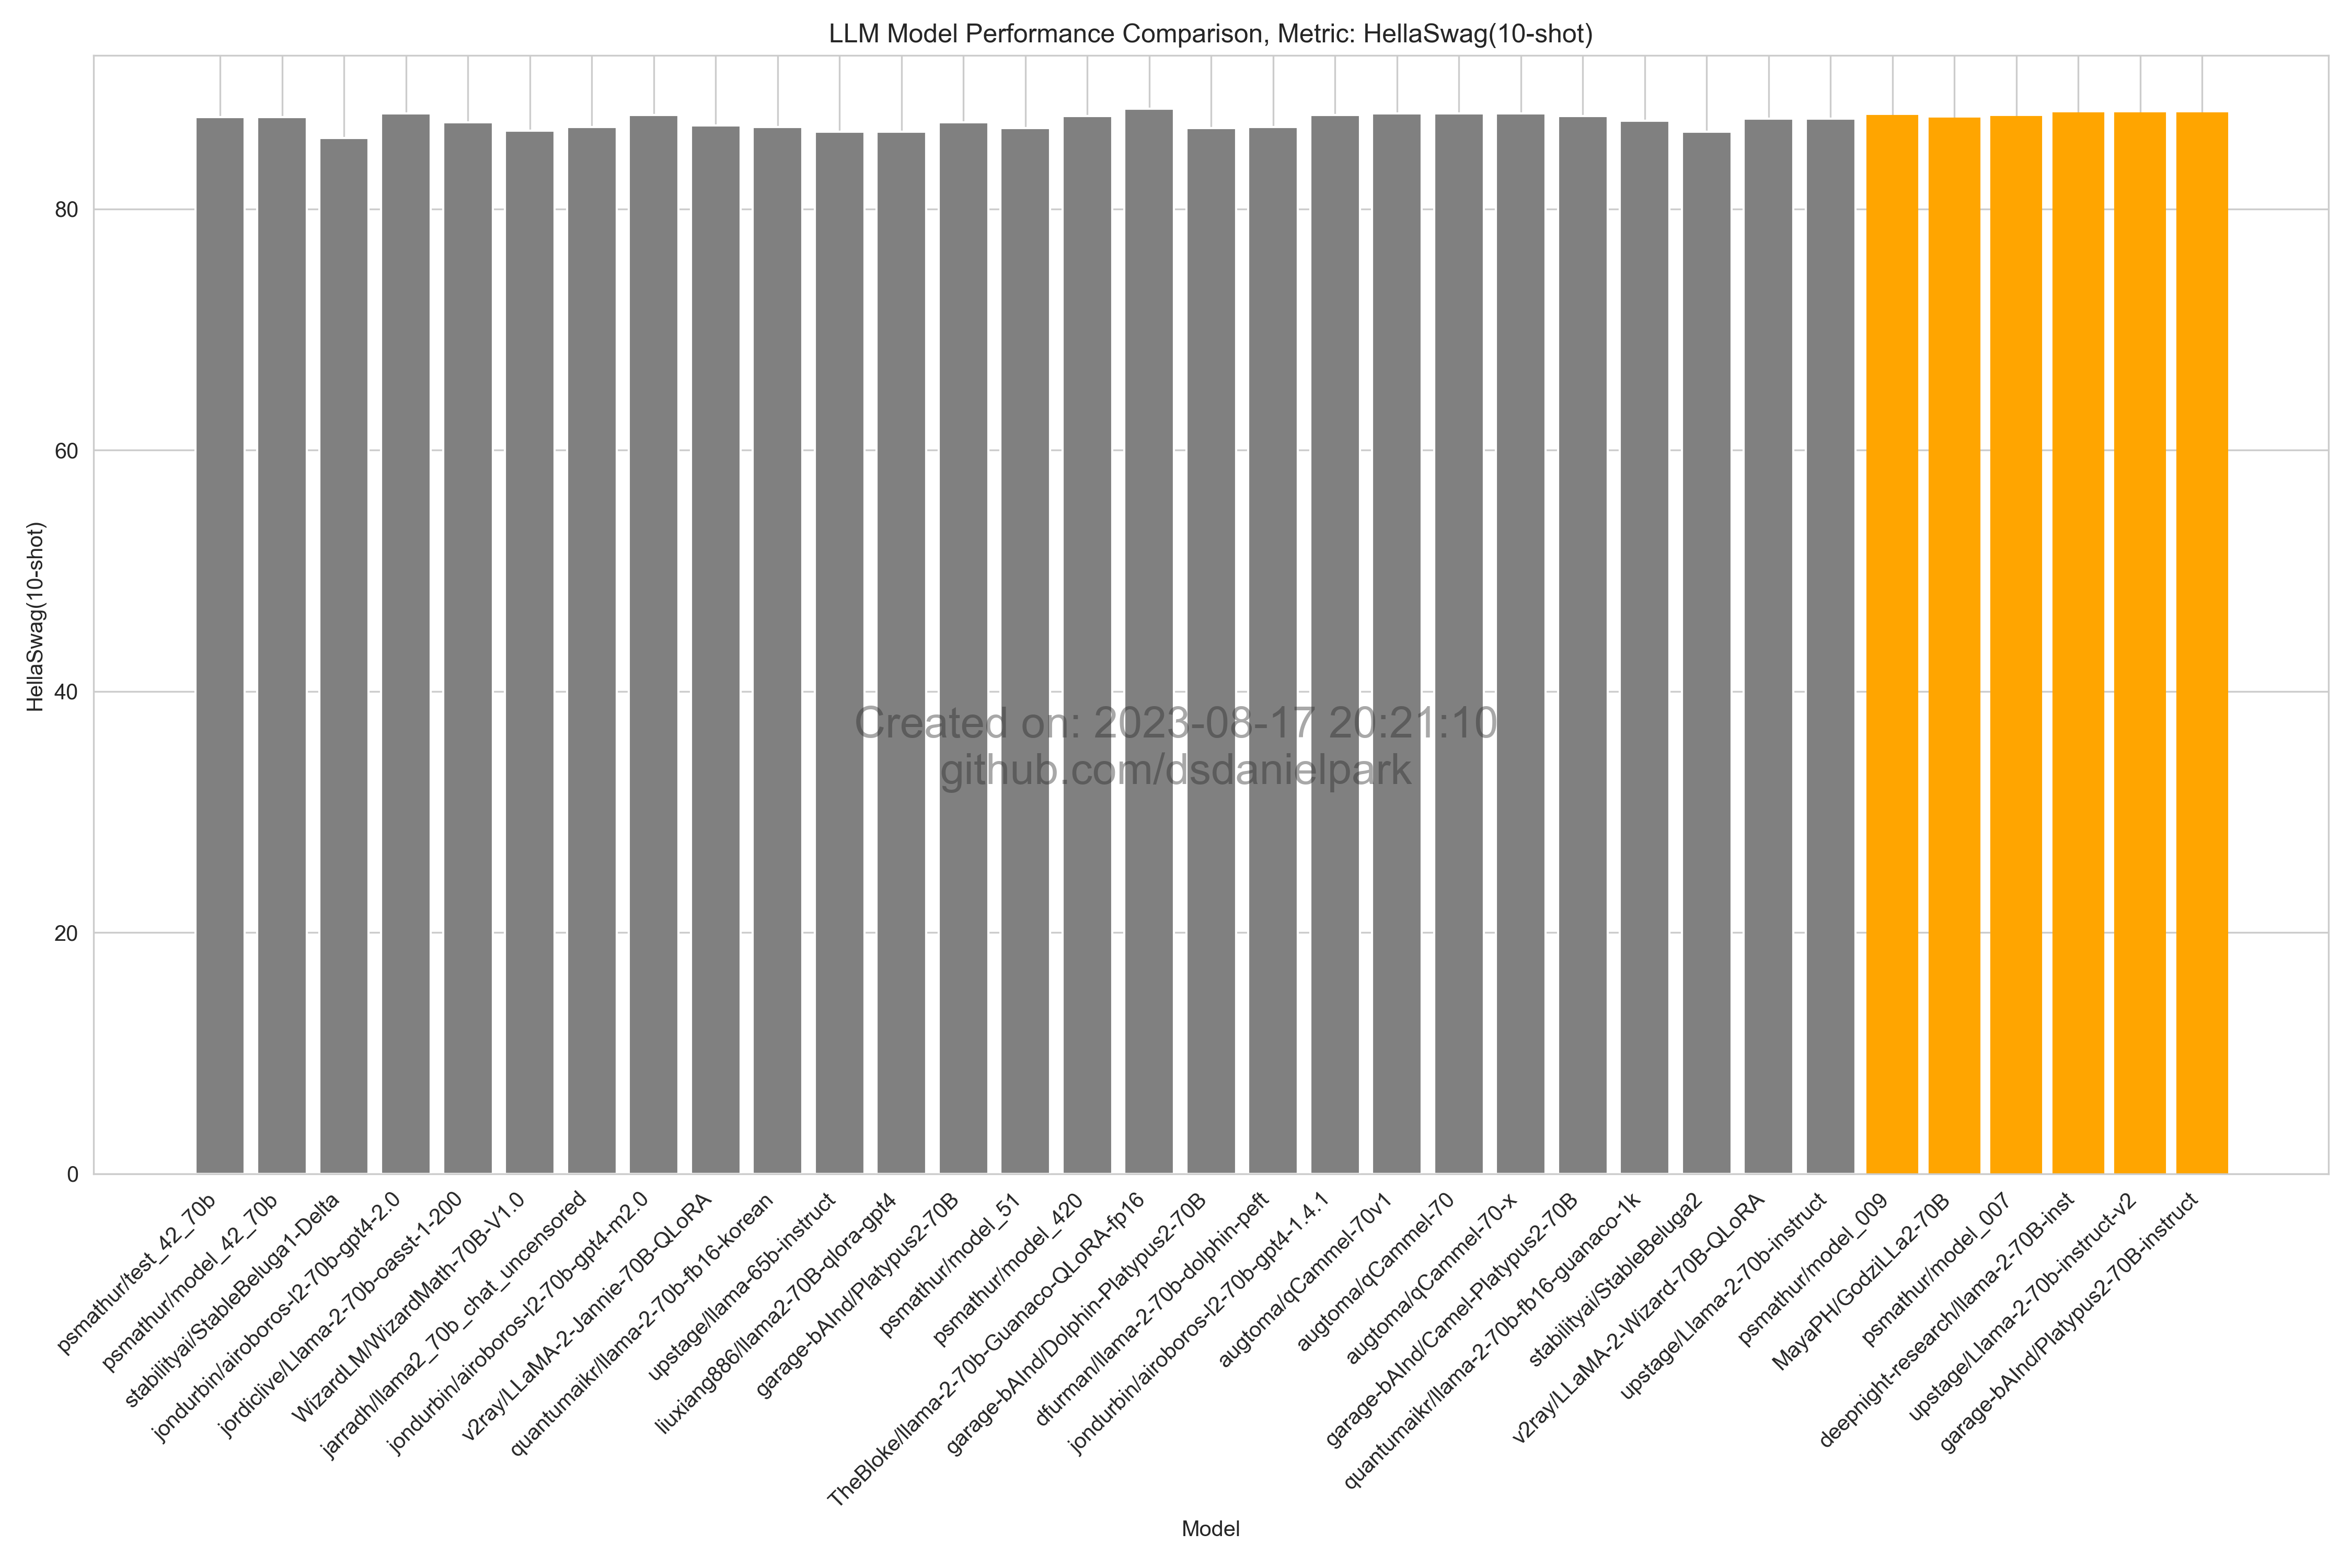 LLM Model Performance Comparison, Metric: HellaSwag(10-shot)
HellaSwag(10-shot)
80
60
40
20
0
Created on: 2023-08-17 20:21:10
github.com/dsdanielpark
psmathur/test_42_70b
psmathur/model_42_70b
stabilityai/StableBeluga1-Delta
jondurbin/airoboros-l2-70b-gpt4-2.0
jordiclive/Llama-2-70b-oasst-1-200
WizardLM/WizardMath-70B-V1.0
jarradh/llama2_70b_chat_uncensored
jondurbin/airoboros-l2-70b-gpt4-m2.0
v2ray/LLaMA-2-Jannie-70B-QLoRA
quantumaikr/llama-2-70b-fb16-korean
upstage/llama-65b-instruct
liuxiang886/llama2-70B-qlora-gpt4
garage-bAInd/Platypus2-70B
psmathur/model_51
psmathur/model_420
TheBloke/llama-2-70b-Guanaco-QLoRA-fp16
garage-bAInd/Dolphin-Platypus2-70B
dfurman/llama-2-70b-dolphin-peft
jondurbin/airoboros-l2-70b-gpt4-1.4.1
augtoma/qCammel-70v1
augtoma/qCammel-70
augtoma/qCammel-70-x
garage-bAInd/Camel-Platypus2-70B
quantumaikr/llama-2-70b-fb16-guanaco-1k
stabilityai/StableBeluga2
v2ray/LLaMA-2-Wizard-70B-QLoRA
upstage/Llama-2-70b-instruct
psmathur/model_009
MayaPH/GodziLLa2-70B
psmathur/model_007
deepnight-research/llama-2-70B-inst
upstage/Llama-2-70b-instruct-v2
garage-bAInd/Platypus2-70B-instruct
Model